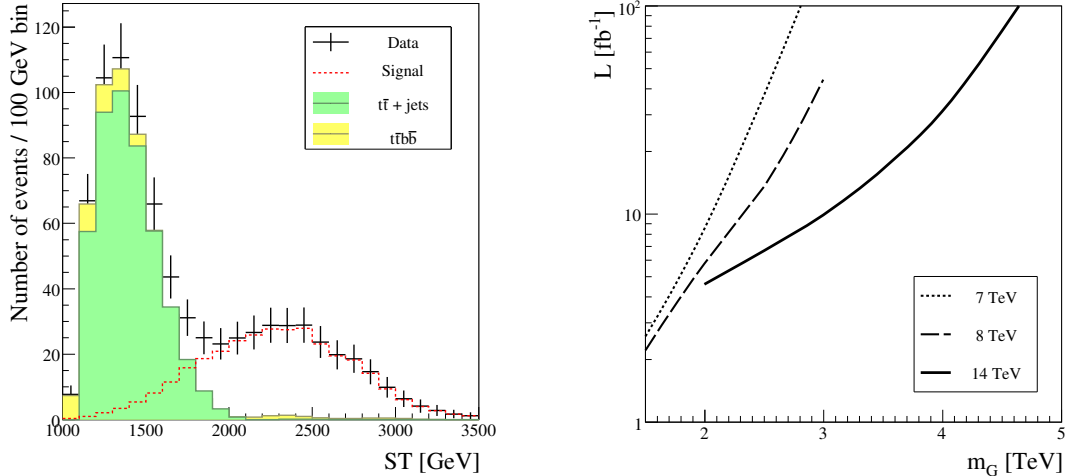 Number of events / 100 GeV bin
120
100
80
60
40
20
0
1000 1500 2000 2500 3000 3500
ST [GeV]
Data
Signal
tt̄ + jets
tt̄bb̄
L [fb⁻¹]
10²
10
1
2 3 4 5
m_G [TeV]
7 TeV
8 TeV
14 TeV